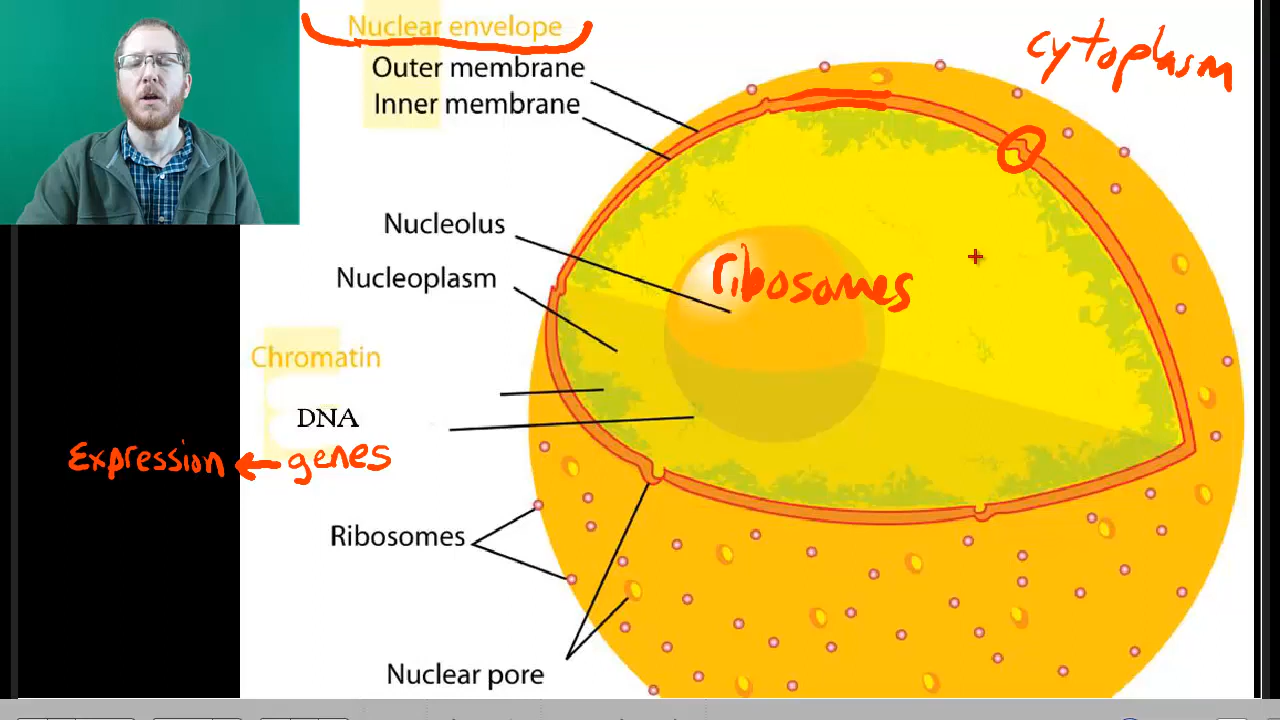 Nuclear envelope
cytoplasm
Outer membrane
Inner membrane
Nucleolus
ribosomes
Nucleoplasm
Chromatin
DNA
Expression ← genes
Ribosomes
Nuclear pore